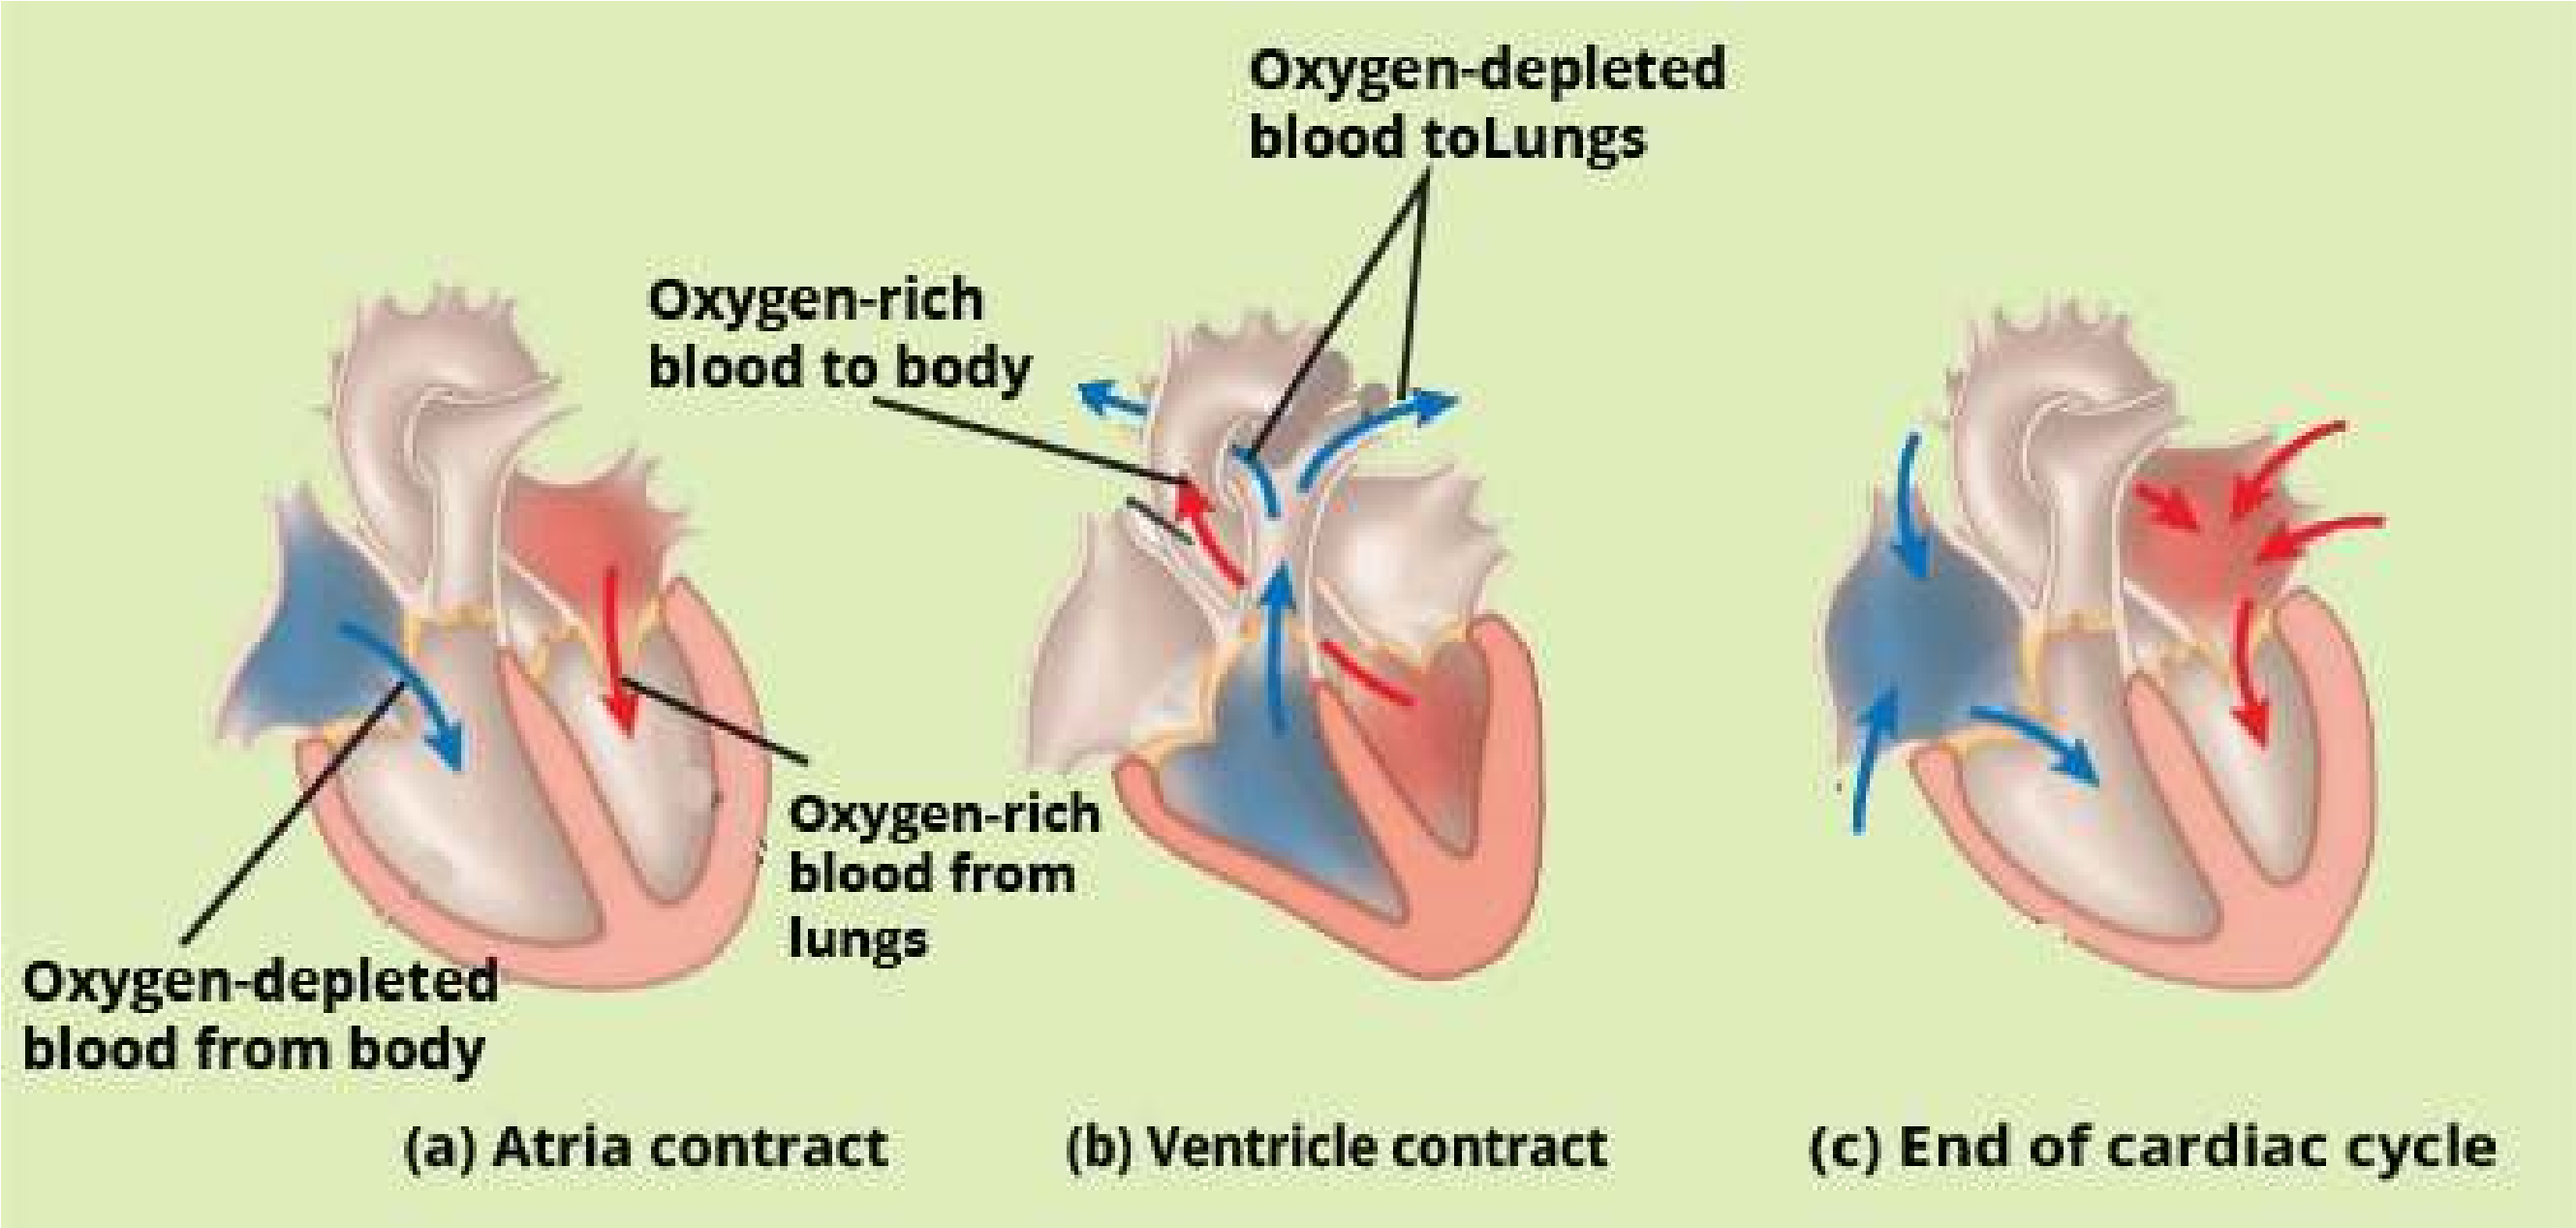 Oxygen-depleted
blood toLungs
Oxygen-rich
blood to body
Oxygen-rich
blood from
lungs
Oxygen-depleted
blood from body
(a) Atria contract
(b) Ventricle contract
(c) End of cardiac cycle